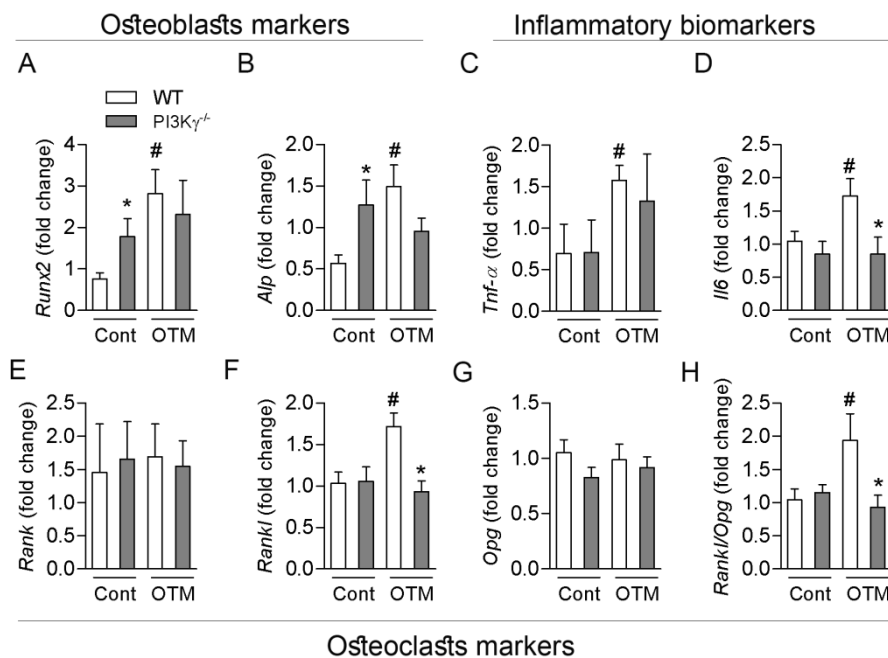 Osteoblasts markers
Inflammatory biomarkers
A
B
C
D
WT
PI3Kγ-/-
Runx2 (fold change)
4
3
2
1
0
*
#
Cont
OTM
Alp (fold change)
2.0
1.5
1.0
0.5
0.0
*
#
Cont
OTM
Tnf-α (fold change)
2.0
1.5
1.0
0.5
0.0
#
Cont
OTM
Il6 (fold change)
2.5
2.0
1.5
1.0
0.5
0.0
#
*
Cont
OTM
E
F
G
H
Rank (fold change)
2.5
2.0
1.5
1.0
0.5
0.0
Cont
OTM
Rankl (fold change)
2.0
1.5
1.0
0.5
0.0
#
*
Cont
OTM
Opg (fold change)
1.5
1.0
0.5
0.0
Cont
OTM
Rankl/Opg (fold change)
2.5
2.0
1.5
1.0
0.5
0.0
#
*
Cont
OTM
Osteoclasts markers